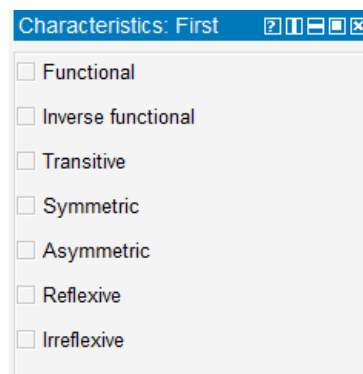 Characteristics: First
Functional
Inverse functional
Transitive
Symmetric
Asymmetric
Reflexive
Irreflexive